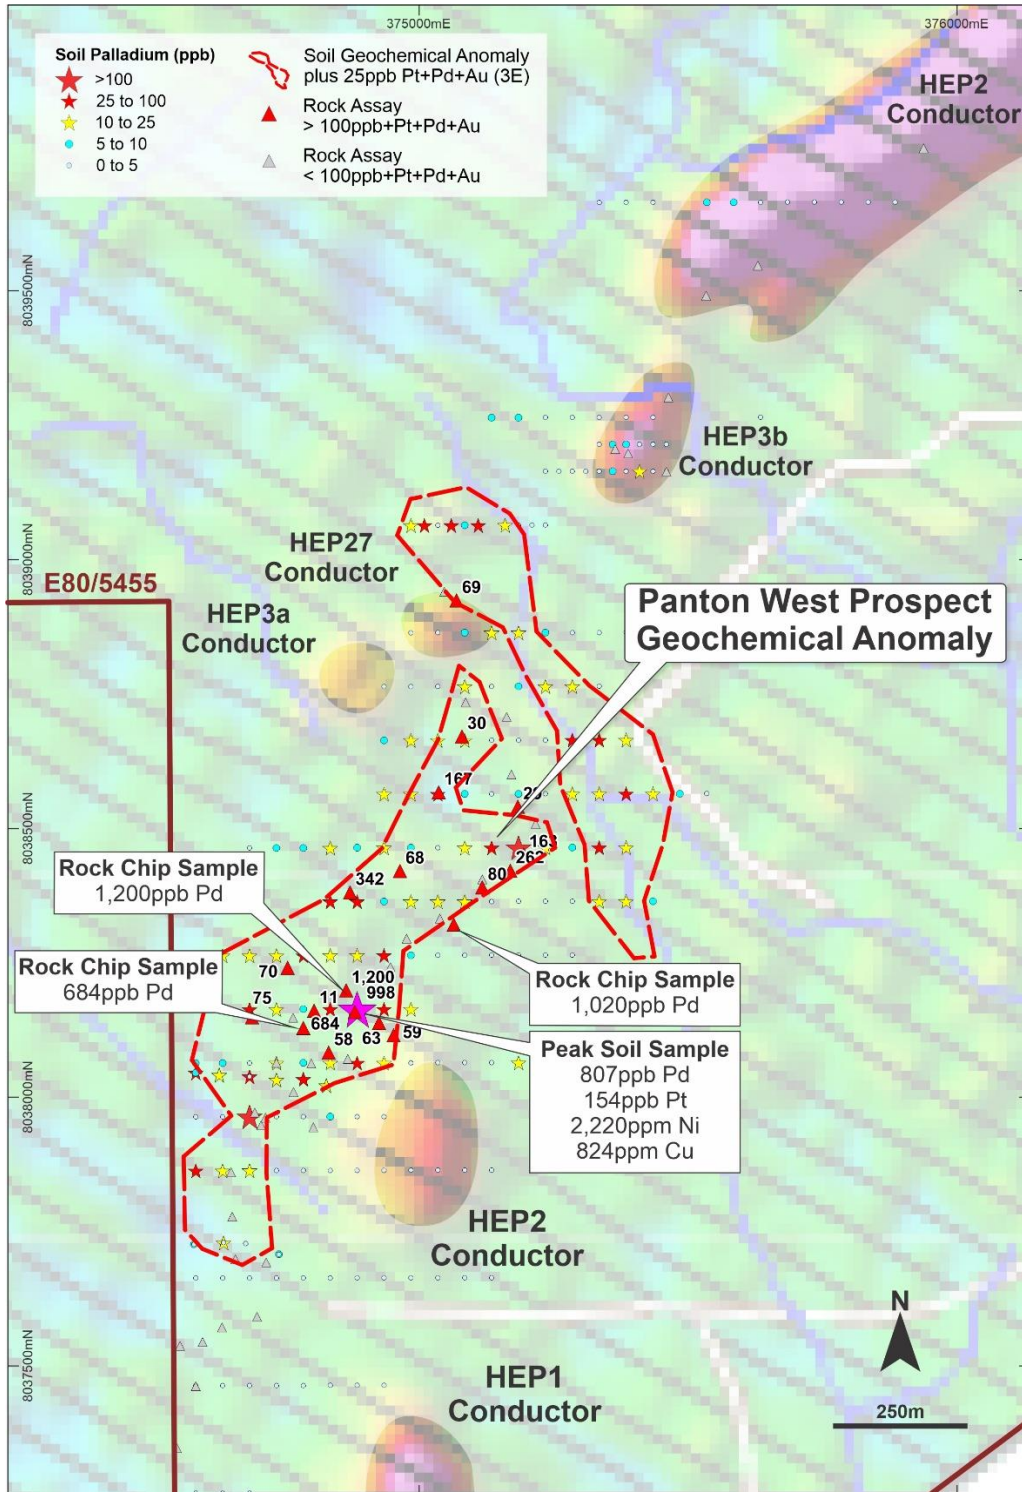 375000mE
376000mE
Soil Palladium (ppb)
>100
25 to 100
10 to 25
5 to 10
0 to 5
Soil Geochemical Anomaly
plus 25ppb Pt+Pd+Au (3E)
Rock Assay
> 100ppb+Pt+Pd+Au
Rock Assay
< 100ppb+Pt+Pd+Au
HEP2
Conductor
8039500mN
HEP3b
Conductor
HEP27
Conductor
8039000mN
E80/5455
69
HEP3a
Conductor
Panton West Prospect
Geochemical Anomaly
30
167
8038500mN
163
262
68
80
342
Rock Chip Sample
1,200ppb Pd
Rock Chip Sample
684ppb Pd
70
1,200
998
Rock Chip Sample
1,020ppb Pd
75
11
684
58
63
59
Peak Soil Sample
807ppb Pd
154ppb Pt
2,220ppm Ni
824ppm Cu
8038000mN
HEP2
Conductor
N
8037500mN
HEP1
Conductor
250m